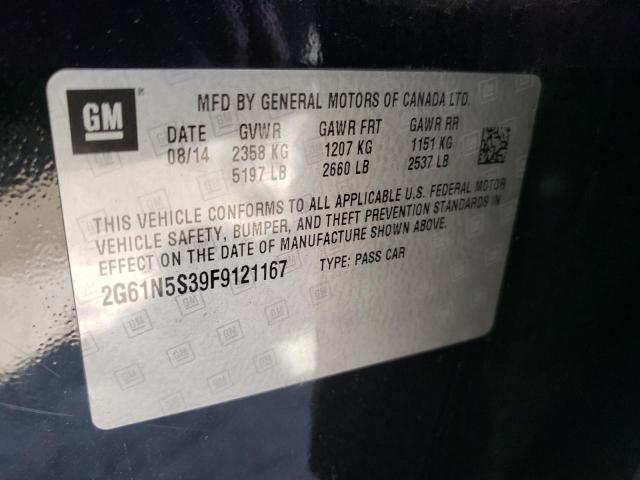 GM
MFD BY GENERAL MOTORS OF CANADA LTD.
DATE GVWR GAWR FRT GAWR RR
08/14 2358 KG 1207 KG 1151 KG
5197 LB 2660 LB 2537 LB
THIS VEHICLE CONFORMS TO ALL APPLICABLE U.S. FEDERAL MOTOR
VEHICLE SAFETY, BUMPER, AND THEFT PREVENTION STANDARDS IN
EFFECT ON THE DATE OF MANUFACTURE SHOWN ABOVE.
2G61N5S39F9121167 TYPE: PASS CAR